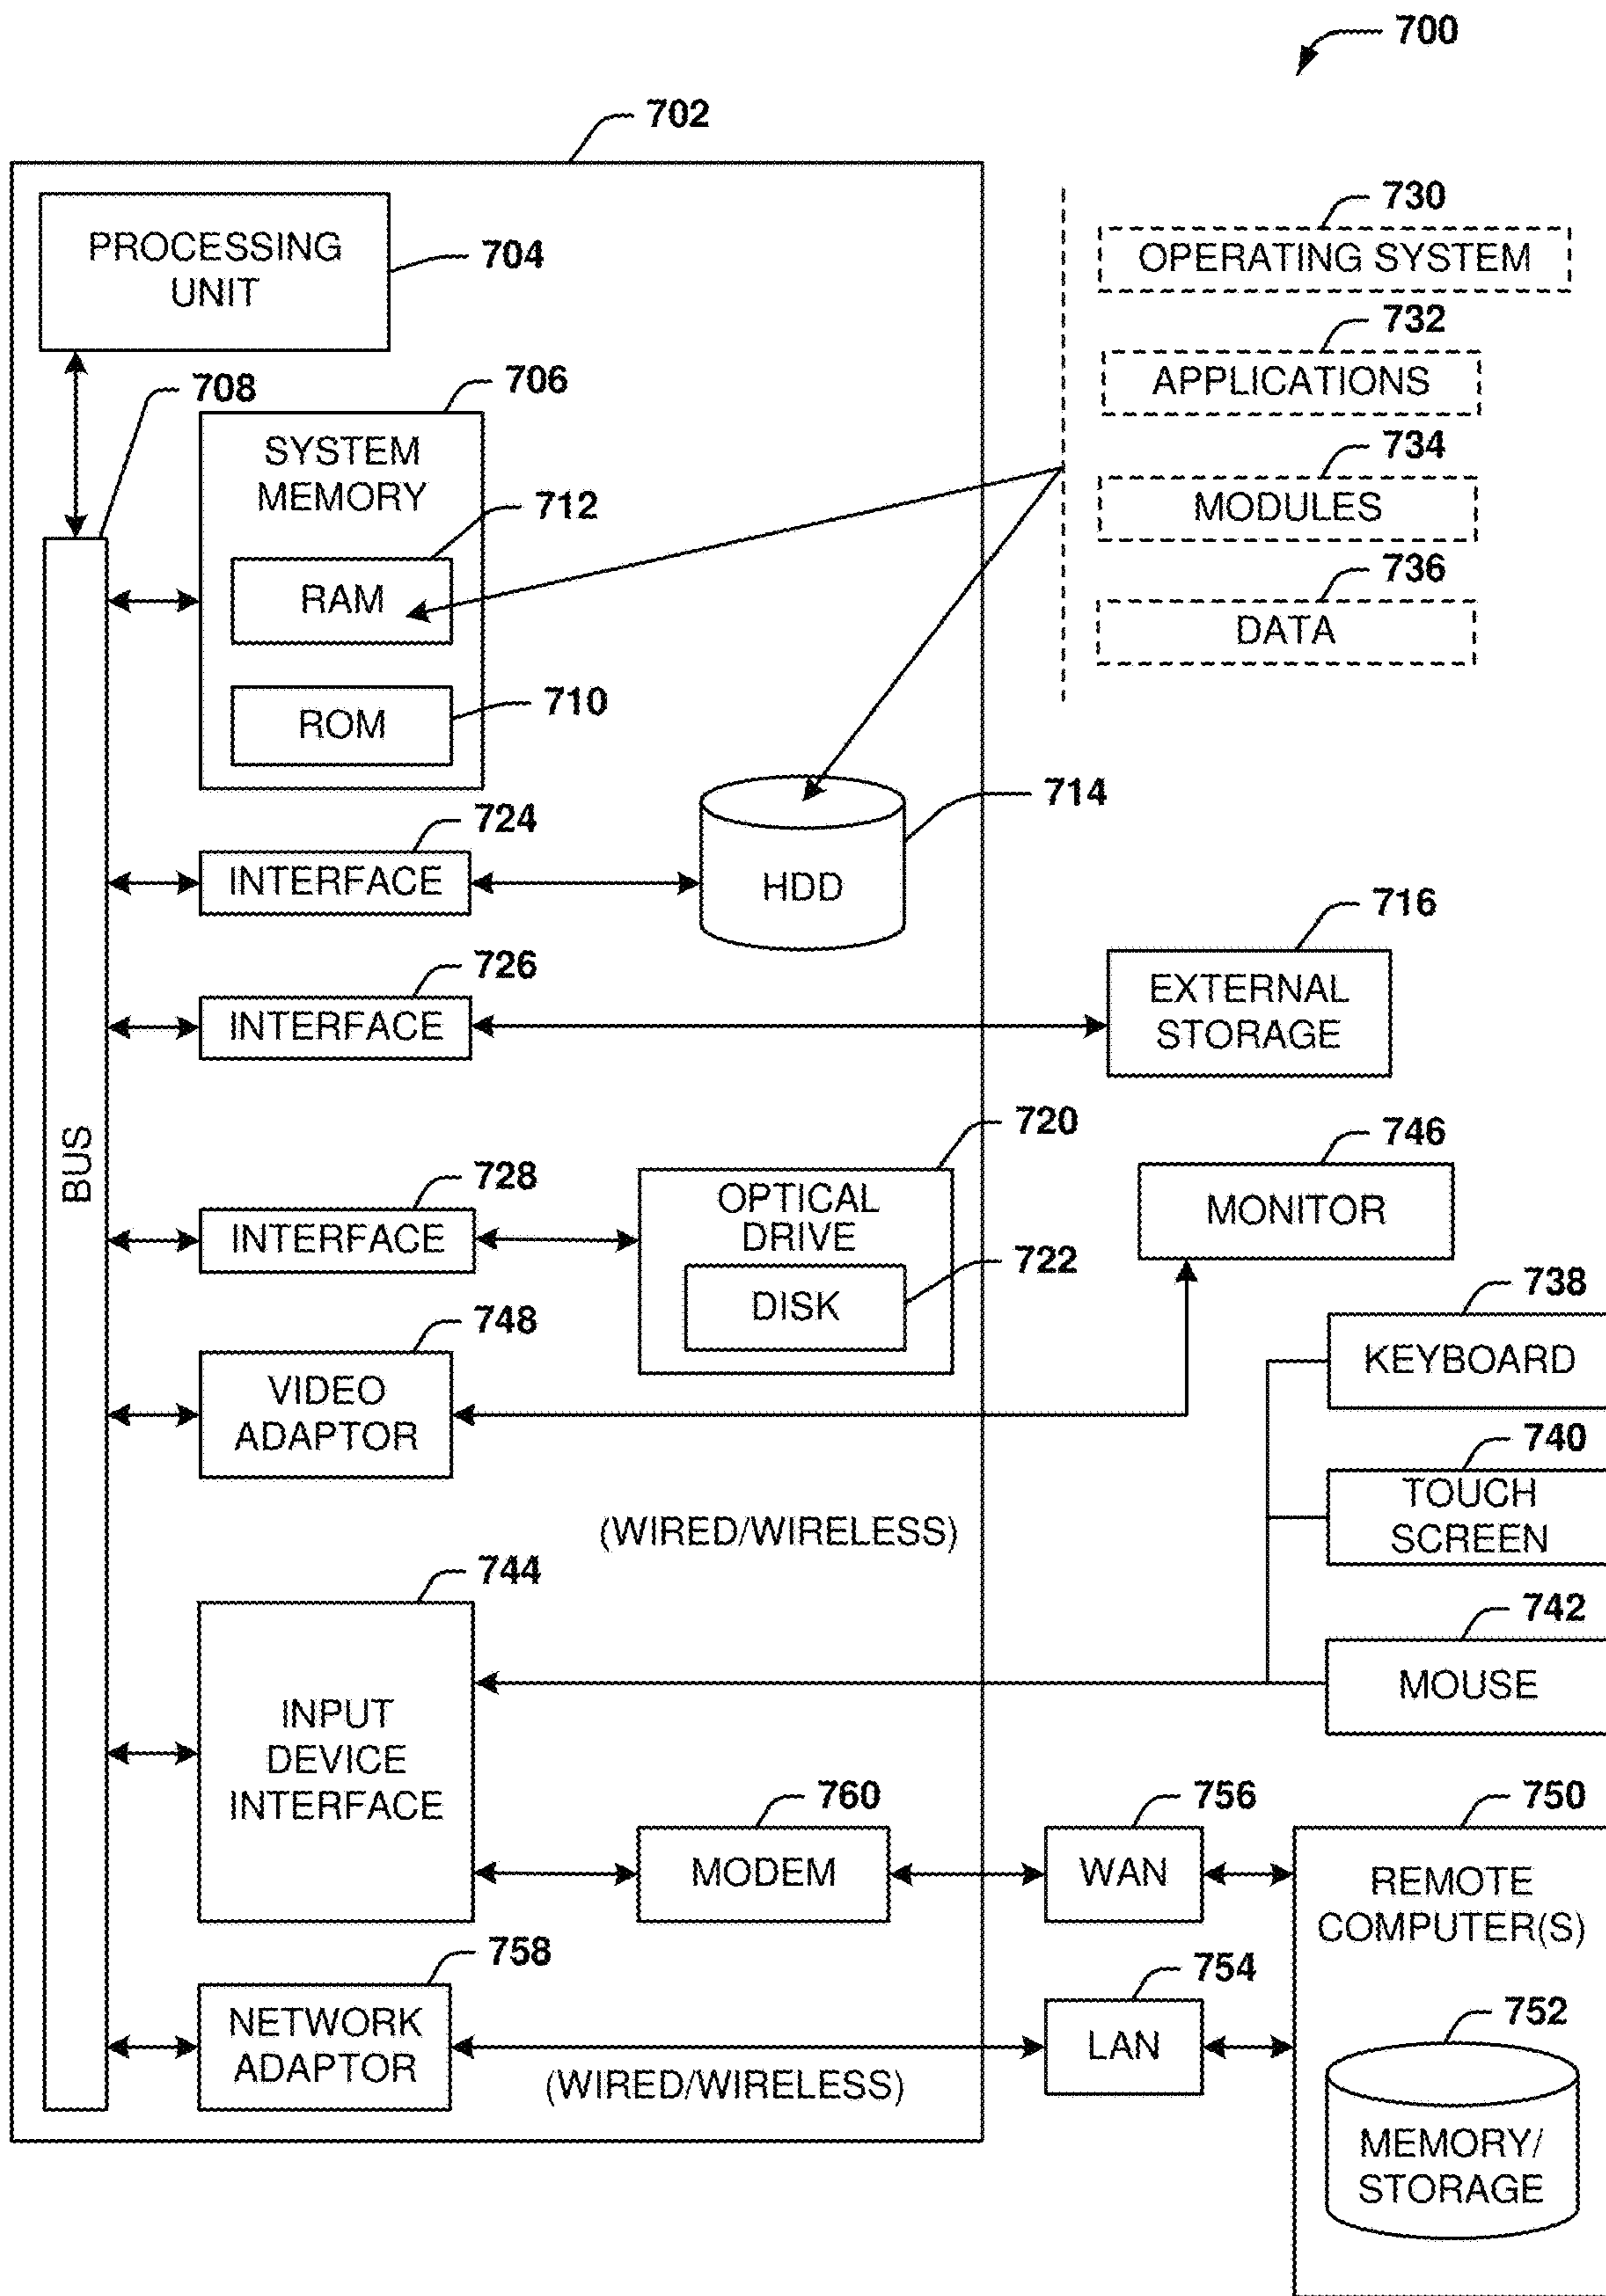 700
702
PROCESSING
UNIT
704
708
706
SYSTEM
MEMORY
712
RAM
710
ROM
730
OPERATING SYSTEM
732
APPLICATIONS
734
MODULES
736
DATA
724
INTERFACE
714
HDD
726
INTERFACE
716
EXTERNAL
STORAGE
BUS
728
INTERFACE
720
OPTICAL
DRIVE
722
DISK
746
MONITOR
748
VIDEO
ADAPTOR
738
KEYBOARD
740
TOUCH
SCREEN
(WIRED/WIRELESS)
744
INPUT
DEVICE
INTERFACE
742
MOUSE
760
MODEM
756
WAN
750
REMOTE
COMPUTER(S)
758
NETWORK
ADAPTOR
(WIRED/WIRELESS)
754
LAN
752
MEMORY/
STORAGE